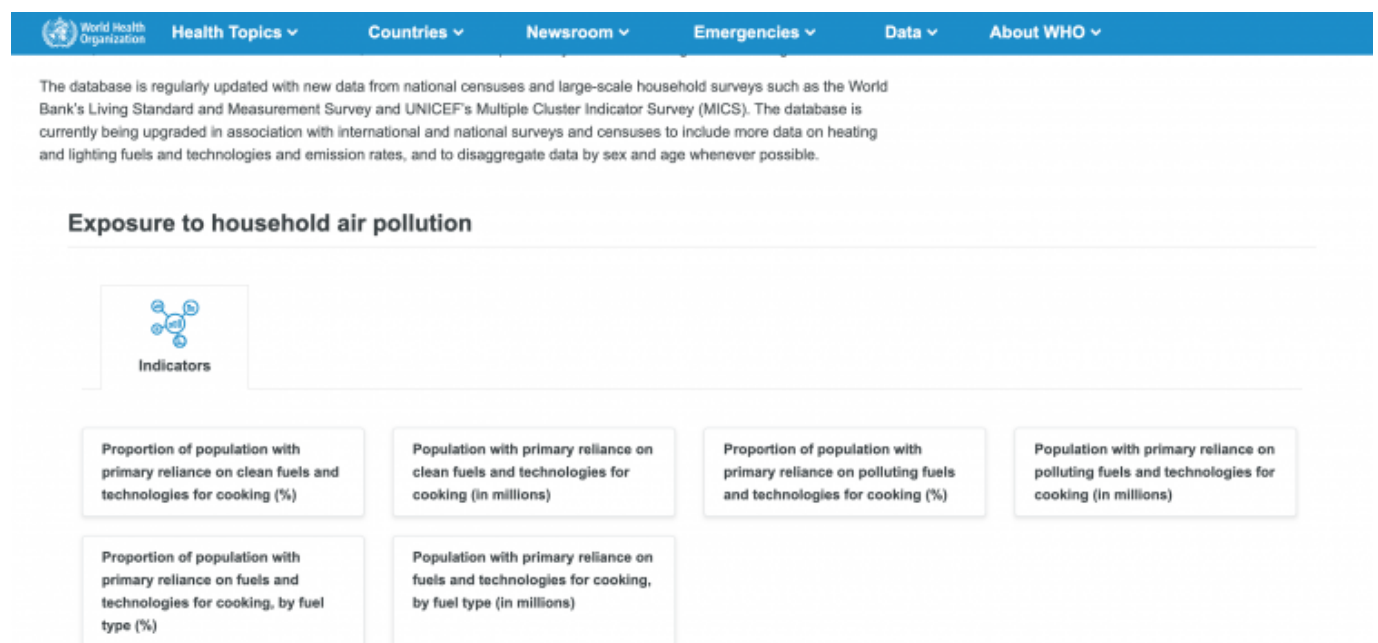 World Health
Organization
Health Topics
Countries
Newsroom
Emergencies
Data
About WHO
The database is regularly updated with new data from national censuses and large-scale household surveys such as the World
Bank's Living Standard and Measurement Survey and UNICEF's Multiple Cluster Indicator Survey (MICS). The database is
currently being upgraded in association with international and national surveys and censuses to include more data on heating
and lighting fuels and technologies and emission rates, and to disaggregate data by sex and age whenever possible.
Exposure to household air pollution
Indicators
Proportion of population with
primary reliance on clean fuels and
technologies for cooking (%)
Population with primary reliance on
clean fuels and technologies for
cooking (in millions)
Proportion of population with
primary reliance on polluting fuels
and technologies for cooking (%)
Population with primary reliance on
polluting fuels and technologies for
cooking (in millions)
Proportion of population with
primary reliance on fuels and
technologies for cooking, by fuel
type (%)
Population with primary reliance on
fuels and technologies for cooking,
by fuel type (in millions)